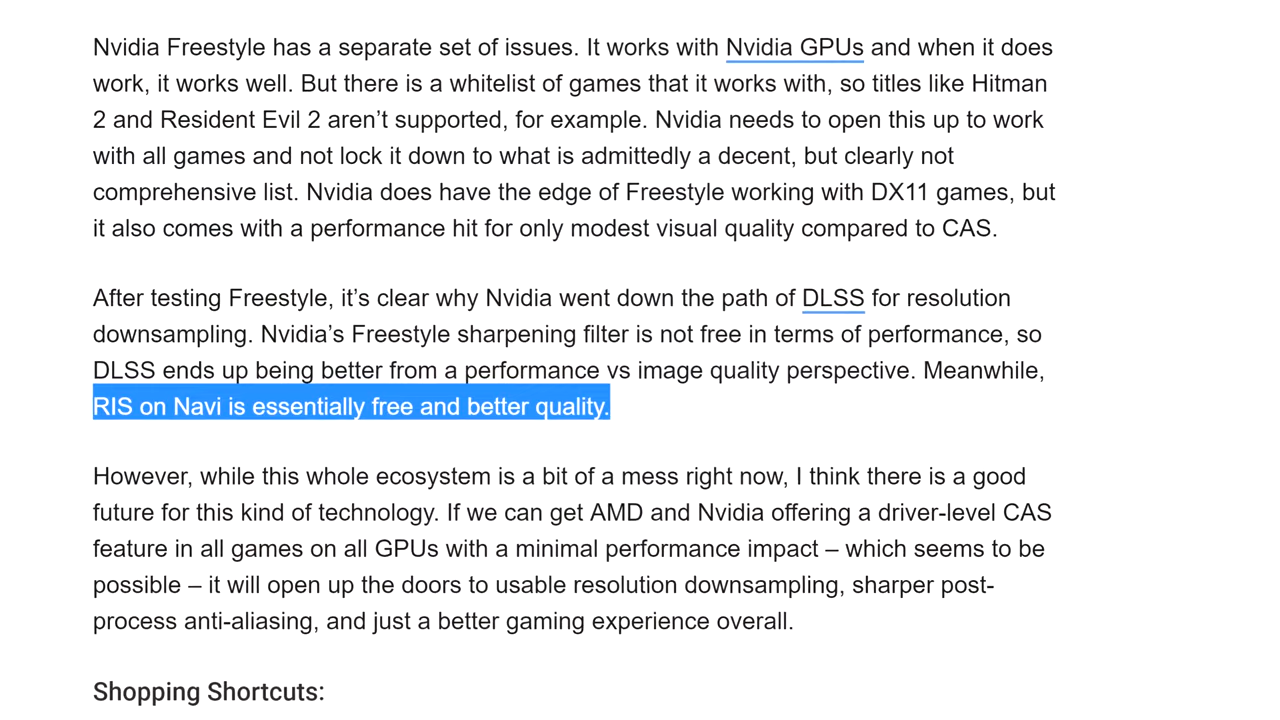 Nvidia Freestyle has a separate set of issues. It works with Nvidia GPUs and when it does
work, it works well. But there is a whitelist of games that it works with, so titles like Hitman
2 and Resident Evil 2 aren’t supported, for example. Nvidia needs to open this up to work
with all games and not lock it down to what is admittedly a decent, but clearly not
comprehensive list. Nvidia does have the edge of Freestyle working with DX11 games, but
it also comes with a performance hit for only modest visual quality compared to CAS.
After testing Freestyle, it’s clear why Nvidia went down the path of DLSS for resolution
downsampling. Nvidia’s Freestyle sharpening filter is not free in terms of performance, so
DLSS ends up being better from a performance vs image quality perspective. Meanwhile,
RIS on Navi is essentially free and better quality.
However, while this whole ecosystem is a bit of a mess right now, I think there is a good
future for this kind of technology. If we can get AMD and Nvidia offering a driver-level CAS
feature in all games on all GPUs with a minimal performance impact – which seems to be
possible – it will open up the doors to usable resolution downsampling, sharper post-
process anti-aliasing, and just a better gaming experience overall.
Shopping Shortcuts: